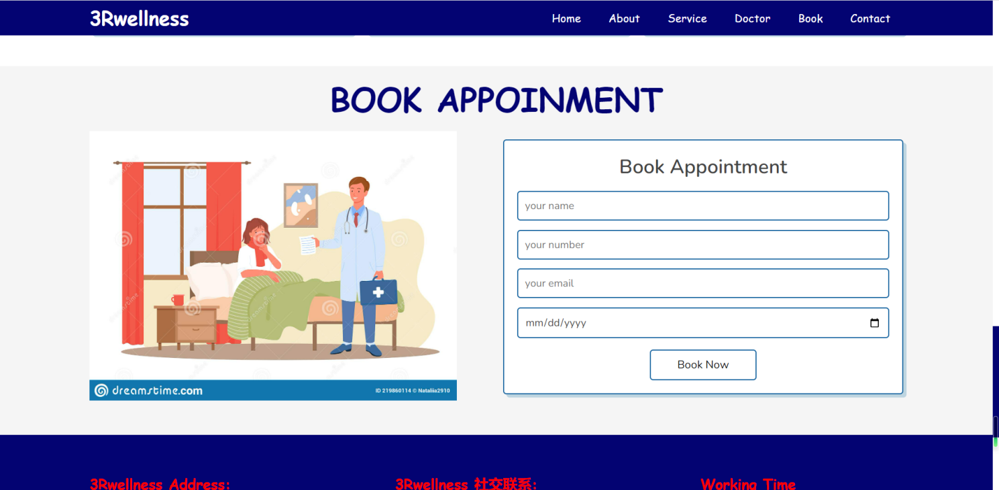 3Rwellness
Home About Service Doctor Book Contact
BOOK APPOINMENT
Book Appointment
your name
your number
your email
mm/dd/yyyy
Book Now
dreamstime.com
ID 219860114 © Nataliia2910
3Rwellness Address:
3Rwellness 社交联系:
Working Time